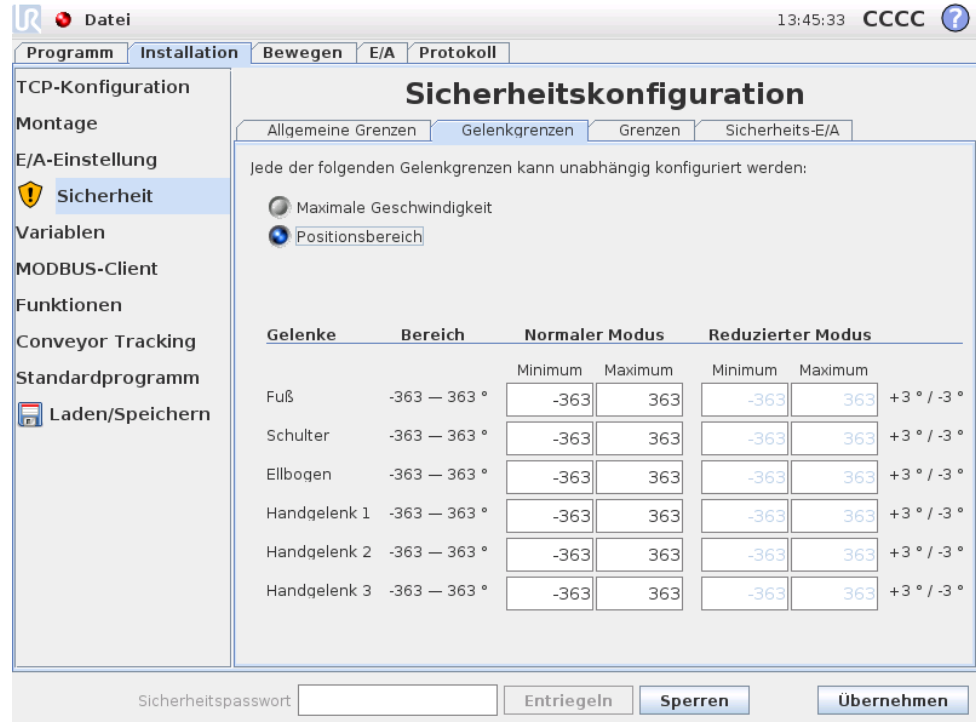 UR Datei 13:45:33 CCCC ?
Programm Installation Bewegen E/A Protokoll
TCP-Konfiguration
Montage
E/A-Einstellung
Sicherheit
Variablen
MODBUS-Client
Funktionen
Conveyor Tracking
Standardprogramm
Laden/Speichern
Sicherheitskonfiguration
Allgemeine Grenzen Gelenkgrenzen Grenzen Sicherheits-E/A
Jede der folgenden Gelenkgrenzen kann unabhängig konfiguriert werden:
Maximale Geschwindigkeit
Positionsbereich
Gelenke Bereich Normaler Modus Reduzierter Modus
Minimum Maximum Minimum Maximum
Fuß -363 — 363 ° -363 363 -363 363 +3 ° / -3 °
Schulter -363 — 363 ° -363 363 -363 363 +3 ° / -3 °
Ellbogen -363 — 363 ° -363 363 -363 363 +3 ° / -3 °
Handgelenk 1 -363 — 363 ° -363 363 -363 363 +3 ° / -3 °
Handgelenk 2 -363 — 363 ° -363 363 -363 363 +3 ° / -3 °
Handgelenk 3 -363 — 363 ° -363 363 -363 363 +3 ° / -3 °
Sicherheitspasswort Entriegeln Sperren Übernehmen